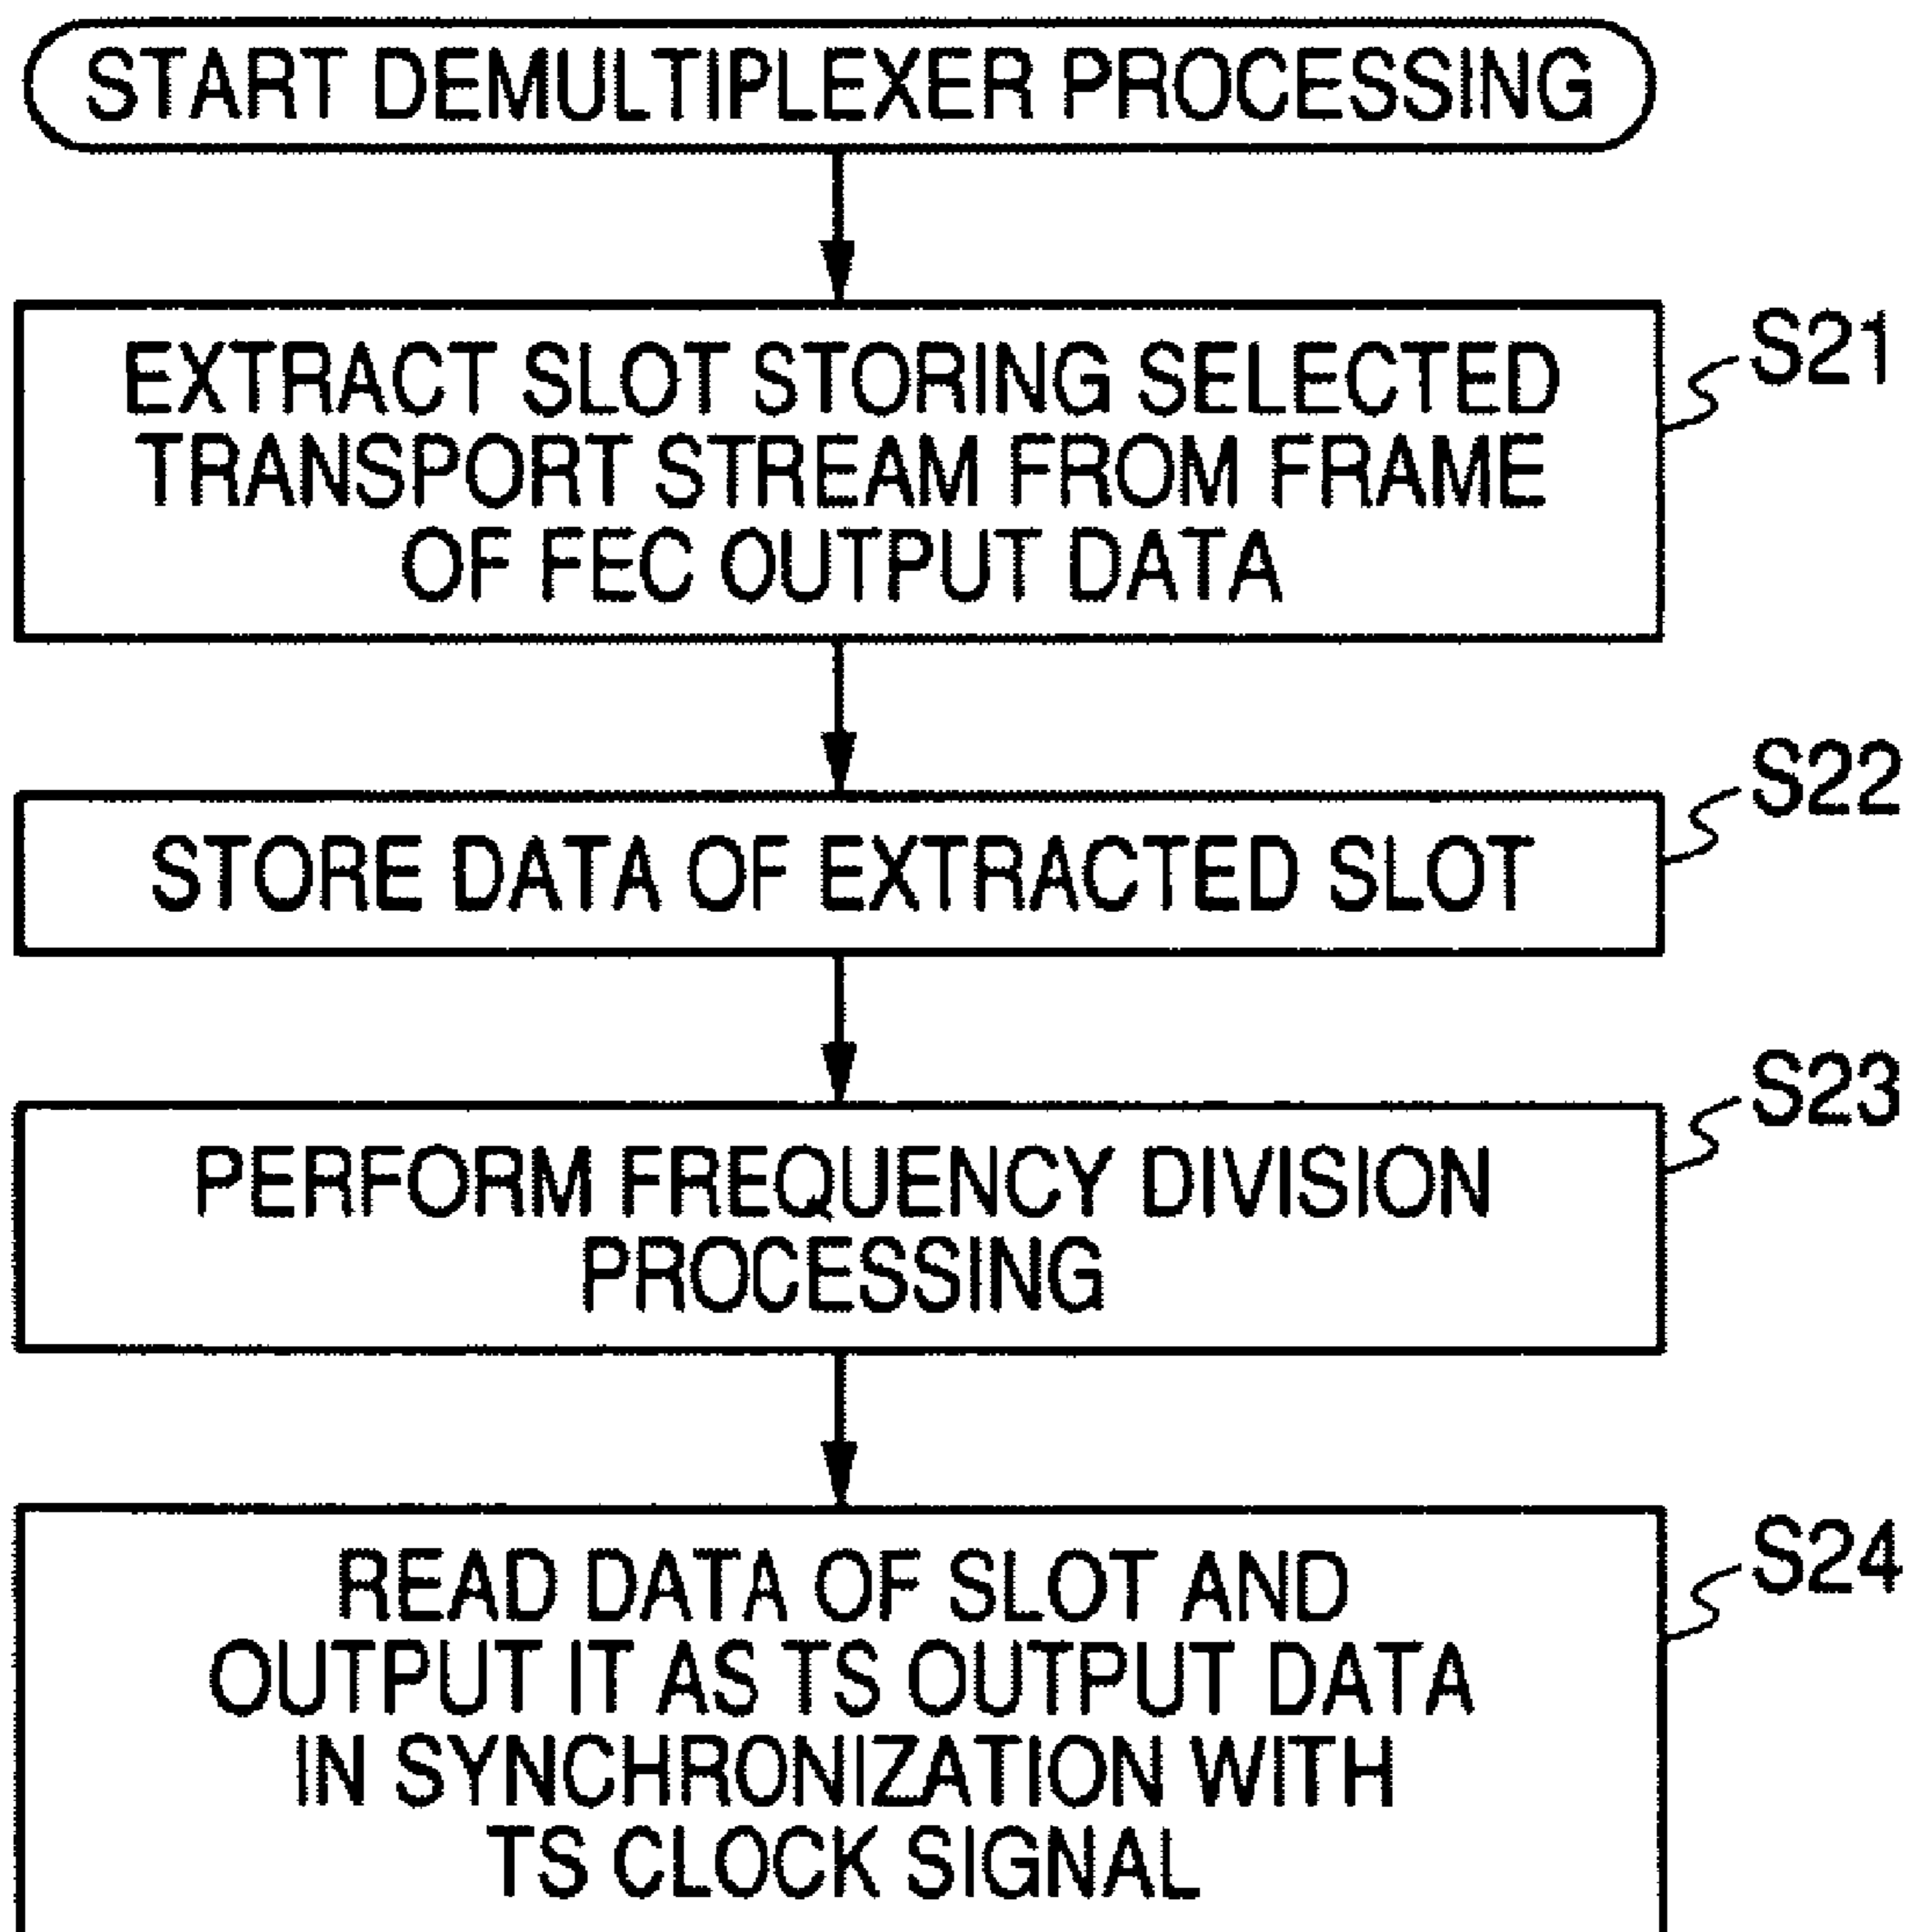 START DEMULTIPLEXER PROCESSING
EXTRACT SLOT STORING SELECTED
TRANSPORT STREAM FROM FRAME
OF FEC OUTPUT DATA
S21
STORE DATA OF EXTRACTED SLOT
S22
PERFORM FREQUENCY DIVISION
PROCESSING
S23
READ DATA OF SLOT AND
OUTPUT IT AS TS OUTPUT DATA
IN SYNCHRONIZATION WITH
TS CLOCK SIGNAL
S24